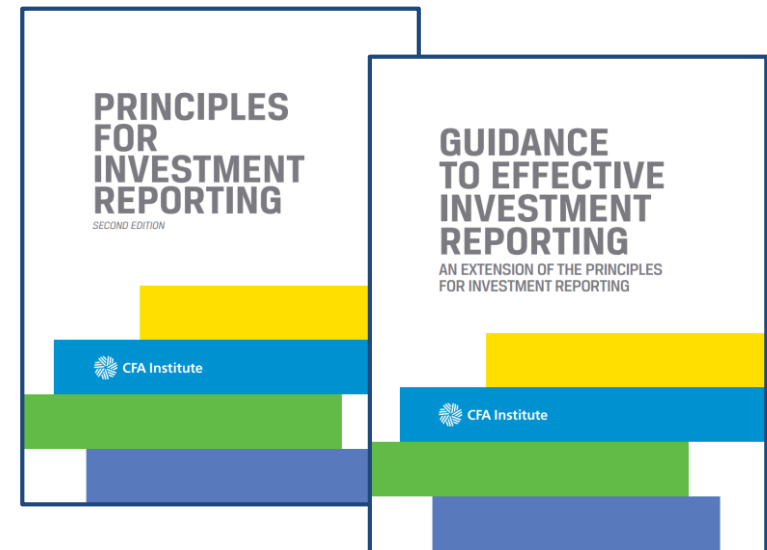 PRINCIPLES
FOR
INVESTMENT
REPORTING
SECOND EDITION
CFA Institute
GUIDANCE
TO EFFECTIVE
INVESTMENT
REPORTING
AN EXTENSION OF THE PRINCIPLES
FOR INVESTMENT REPORTING
CFA Institute